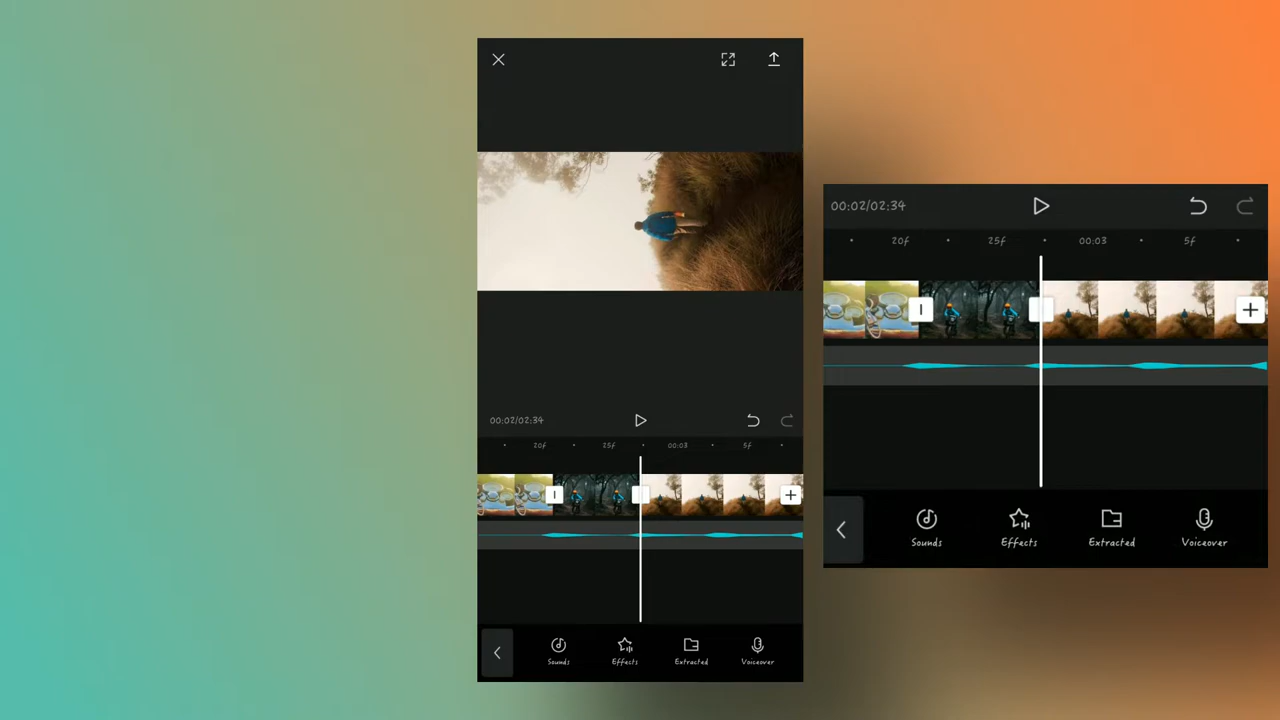 00:02/02:34
20f 25f 00:03 5f
Sounds Effects Extracted Voiceover
00:02/02:34
20f 25f 00:03 5f
Sounds Effects Extracted Voiceover